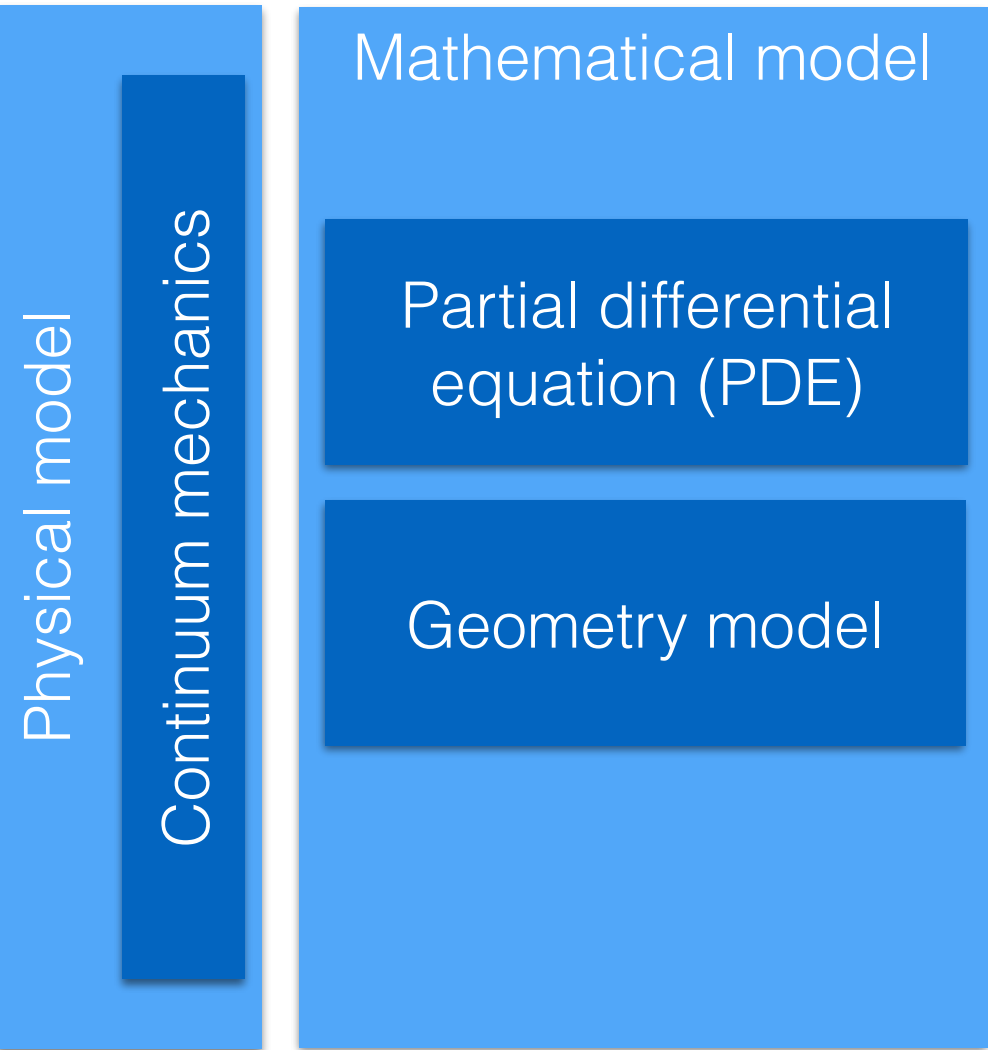 Physical model
Continuum mechanics
Mathematical model
Partial differential
equation (PDE)
Geometry model